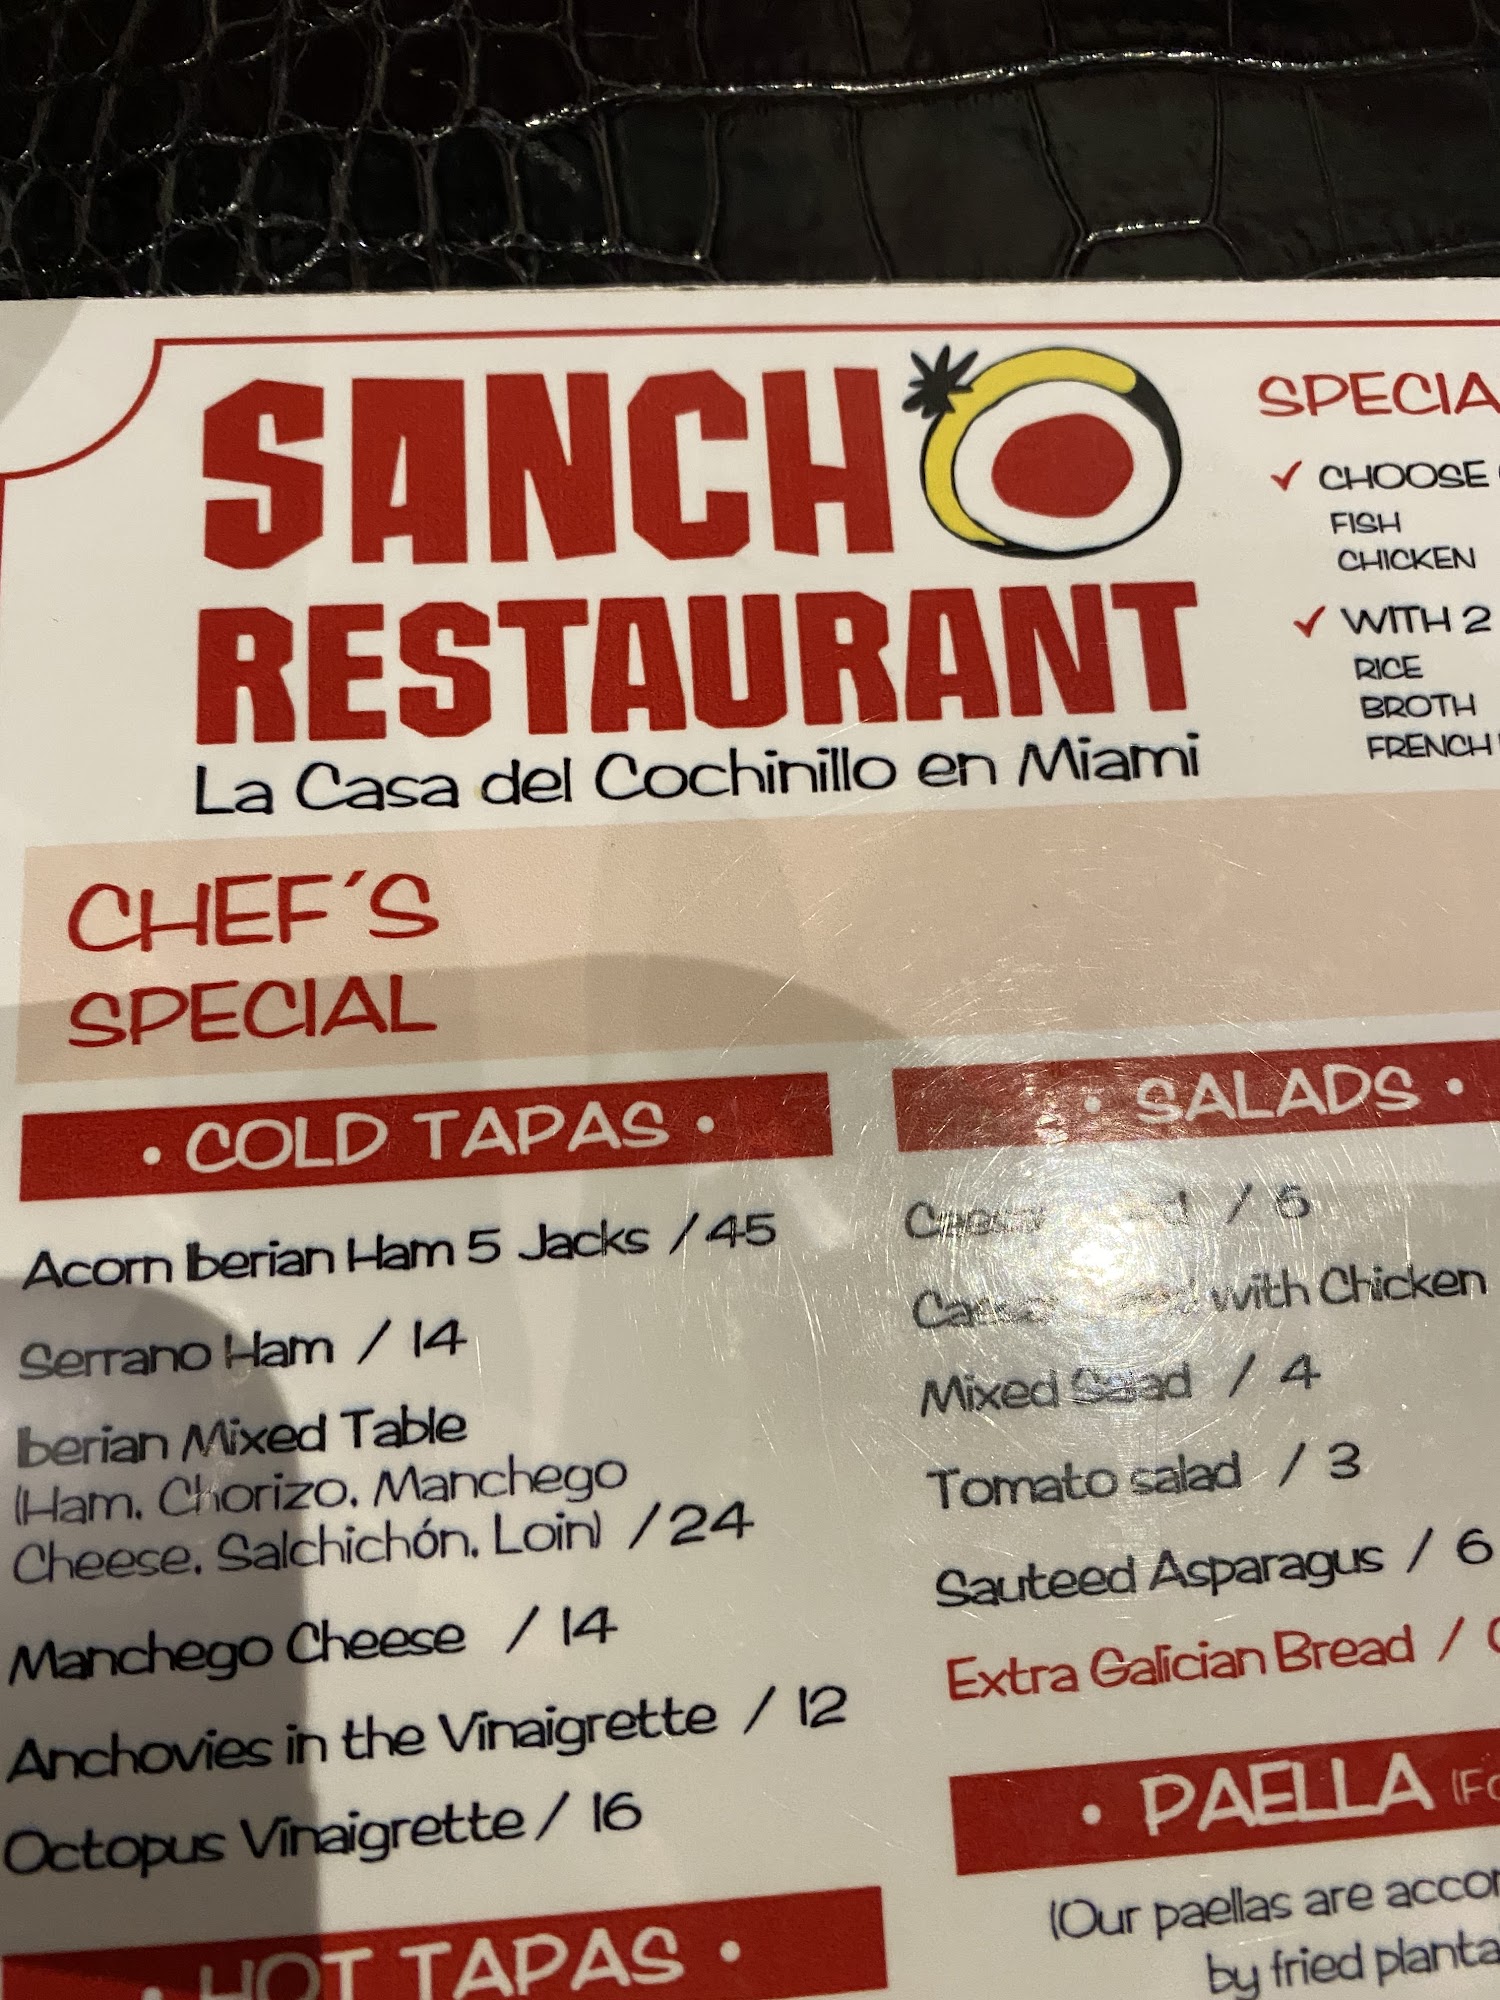 SANCHO
RESTAURANT
La Casa del Cochinillo en Miami
CHOOSE
FISH
CHICKEN
WITH 2
RICE
BROTH
FRENCH
CHEF'S
SPECIAL
• COLD TAPAS •
Acorn Iberian Ham 5 Jacks / 45
Serrano Ham / 14
Iberian Mixed Table
(Ham, Chorizo, Manchego
Cheese, Salchichón, Loin) / 24
Manchego Cheese / 14
Anchovies in the Vinaigrette / 12
Octopus Vinaigrette / 16
• HOT TAPAS •
• SALADS •
/ 6
with Chicken
Mixed Salad / 4
Tomato salad / 3
Sauteed Asparagus / 6
Extra Galician Bread /
• PAELLA
(Our paellas are
by fried